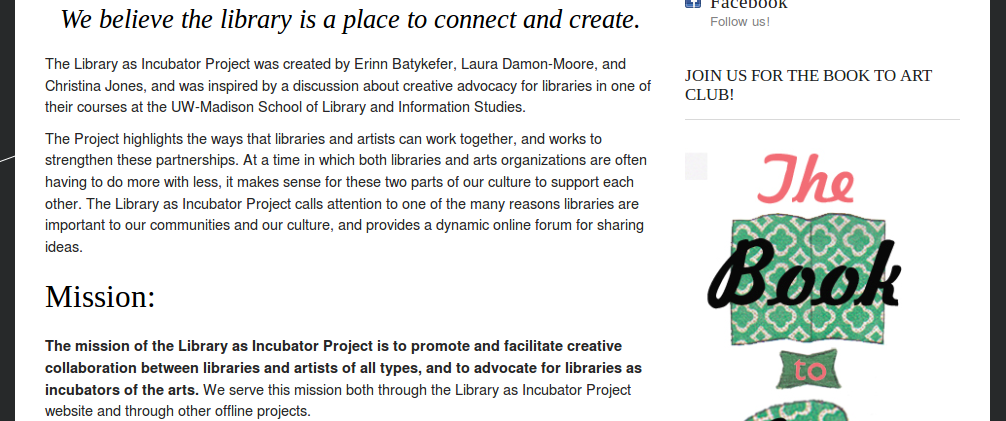 We believe the library is a place to connect and create.
The Library as Incubator Project was created by Erinn Batykefer, Laura Damon-Moore, and
Christina Jones, and was inspired by a discussion about creative advocacy for libraries in one of
their courses at the UW-Madison School of Library and Information Studies.
The Project highlights the ways that libraries and artists can work together, and works to
strengthen these partnerships. At a time in which both libraries and arts organizations are often
having to do more with less, it makes sense for these two parts of our culture to support each
other. The Library as Incubator Project calls attention to one of the many reasons libraries are
important to our communities and our culture, and provides a dynamic online forum for sharing
ideas.
Mission:
The mission of the Library as Incubator Project is to promote and facilitate creative
collaboration between libraries and artists of all types, and to advocate for libraries as
incubators of the arts. We serve this mission both through the Library as Incubator Project
website and through other offline projects.
Facebook
Follow us!
JOIN US FOR THE BOOK TO ART
CLUB!
The
Book
to